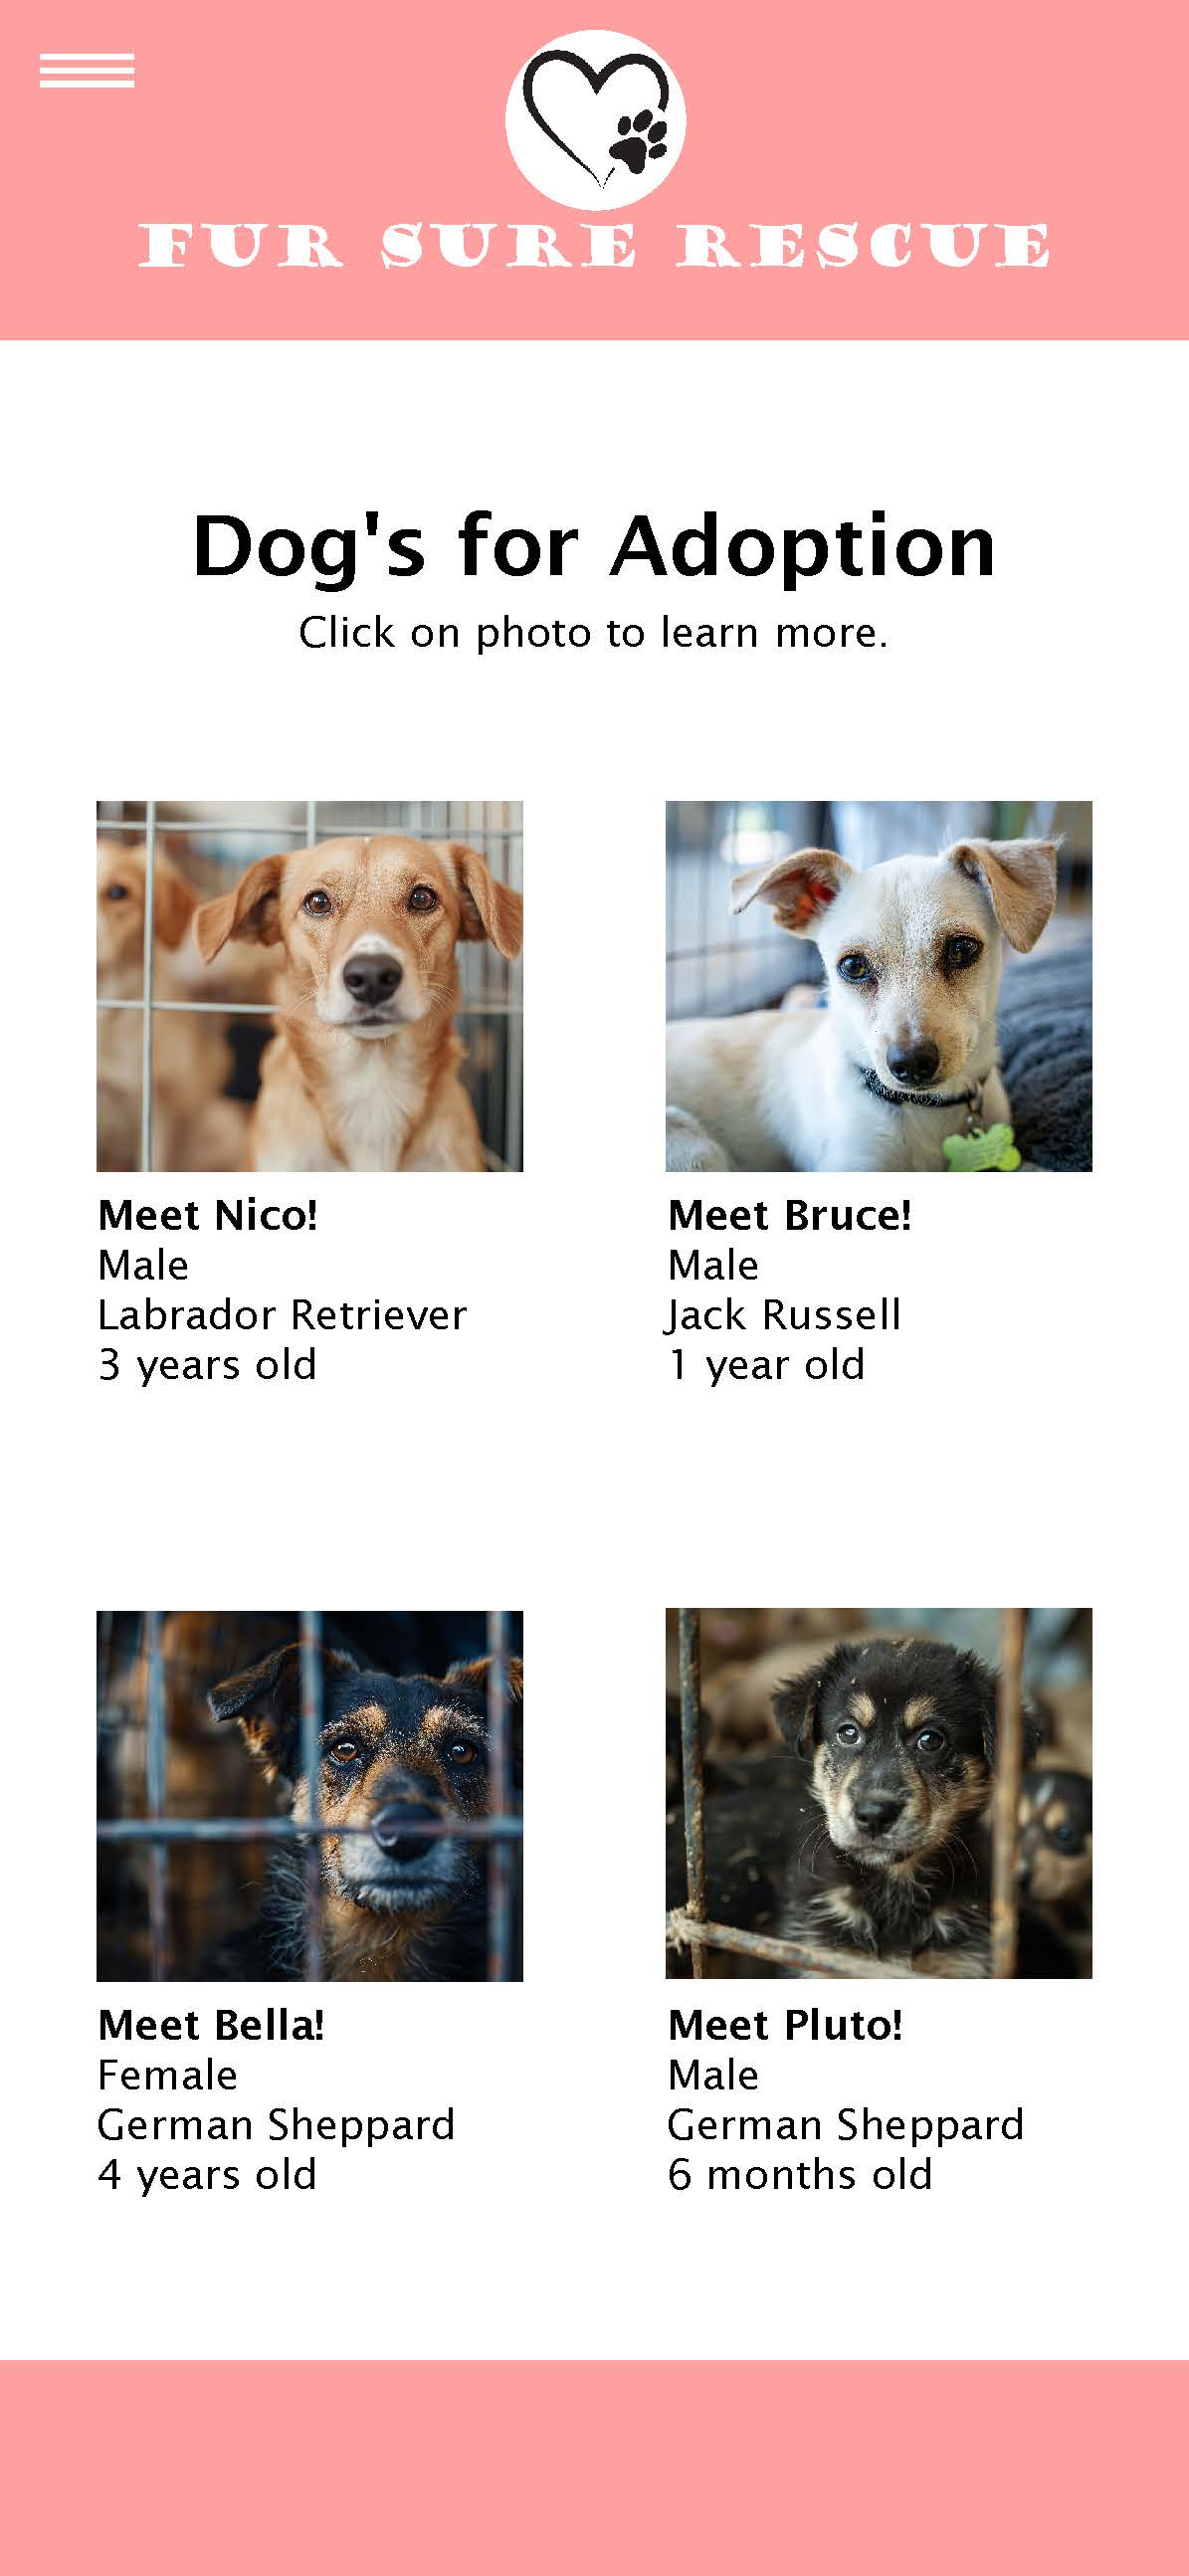 FUR SURE RESCUE
Dog's for Adoption
Click on photo to learn more.
Meet Nico!
Male
Labrador Retriever
3 years old
Meet Bruce!
Male
Jack Russell
1 year old
Meet Bella!
Female
German Sheppard
4 years old
Meet Pluto!
Male
German Sheppard
6 months old